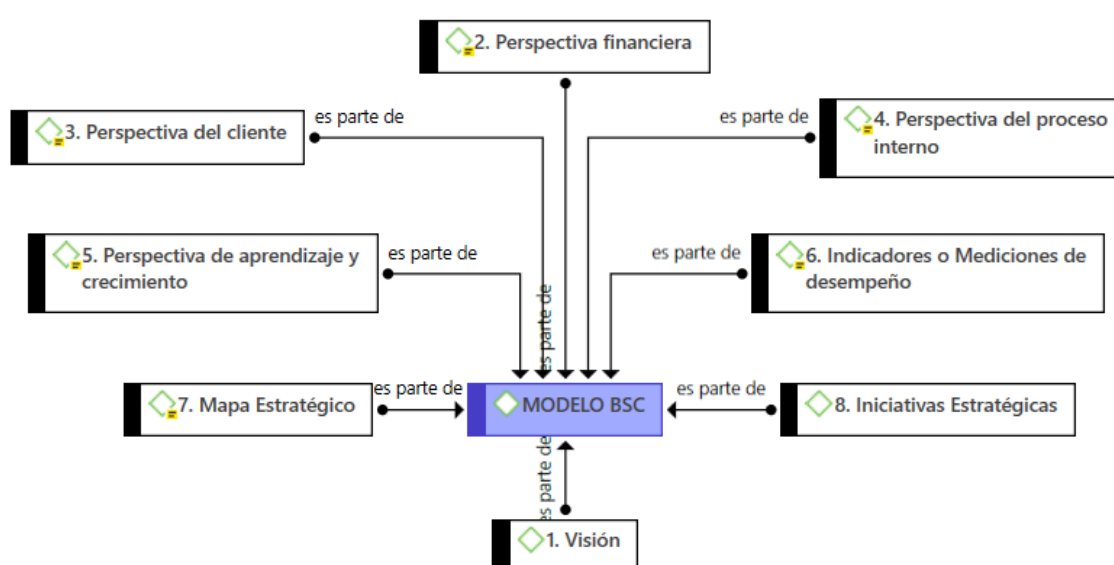 2. Perspectiva financiera
es parte de
es parte de
3. Perspectiva del cliente
4. Perspectiva del proceso
interno
5. Perspectiva de aprendizaje y
crecimiento
es parte de
es parte de
6. Indicadores o Mediciones de
desempeño
es parte de
7. Mapa Estratégico
es parte de
MODELO BSC
es parte de
8. Iniciativas Estratégicas
es parte de
1. Visión